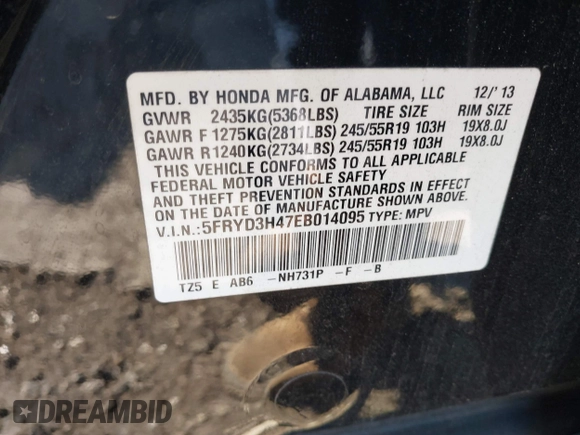 MFD. BY HONDA MFG. OF ALABAMA, LLC 12/'13
GVWR 2435KG(5368LBS) TIRE SIZE RIM SIZE
GAWR F 1275KG(2811LBS) 245/55R19 103H 19X8.0J
GAWR R1240KG(2734LBS) 245/55R19 103H 19X8.0J
THIS VEHICLE CONFORMS TO ALL APPLICABLE
FEDERAL MOTOR VEHICLE SAFETY
AND THEFT PREVENTION STANDARDS IN EFFECT ON
THE DATE OF MANUFACTURE SHOWN ABOVE.
V.I.N.:5FRYD3H47EB014095 TYPE: MPV
TZ5 E AB6 -NH731P -F -B
DREAMBID